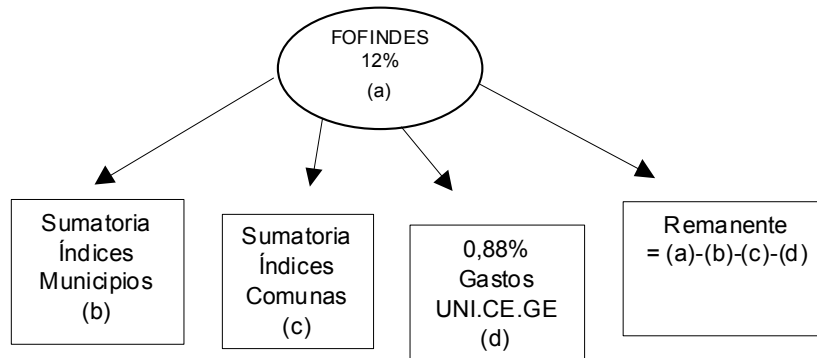 FOFINDES
12%
(a)
Sumatoria
Índices
Municipios
(b)
Sumatoria
Índices
Comunas
(c)
0,88%
Gastos
UNI.CE.GE
(d)
Remanente
= (a)-(b)-(c)-(d)